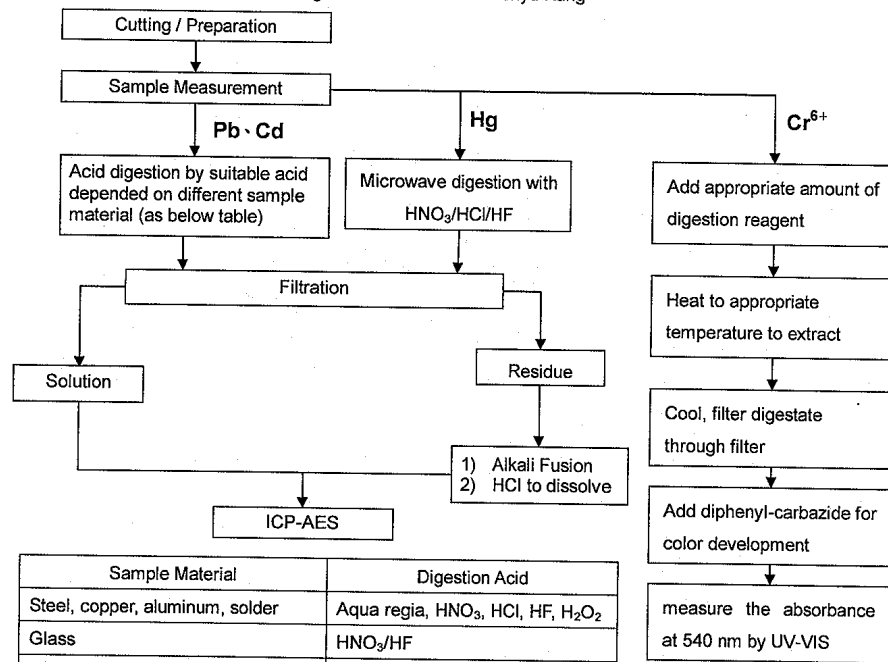 Cutting / Preparation
Sample Measurement
Pb、Cd
Hg
Cr⁶⁺
Acid digestion by suitable acid
depended on different sample
material (as below table)
Microwave digestion with
HNO₃/HCl/HF
Add appropriate amount of
digestion reagent
Filtration
Heat to appropriate
temperature to extract
Solution
Residue
Cool, filter digestate
through filter
1) Alkali Fusion
2) HCl to dissolve
ICP-AES
Add diphenyl-carbazide for
color development
Sample Material Digestion Acid
Steel, copper, aluminum, solder Aqua regia, HNO₃, HCl, HF, H₂O₂
Glass HNO₃/HF
measure the absorbance
at 540 nm by UV-VIS